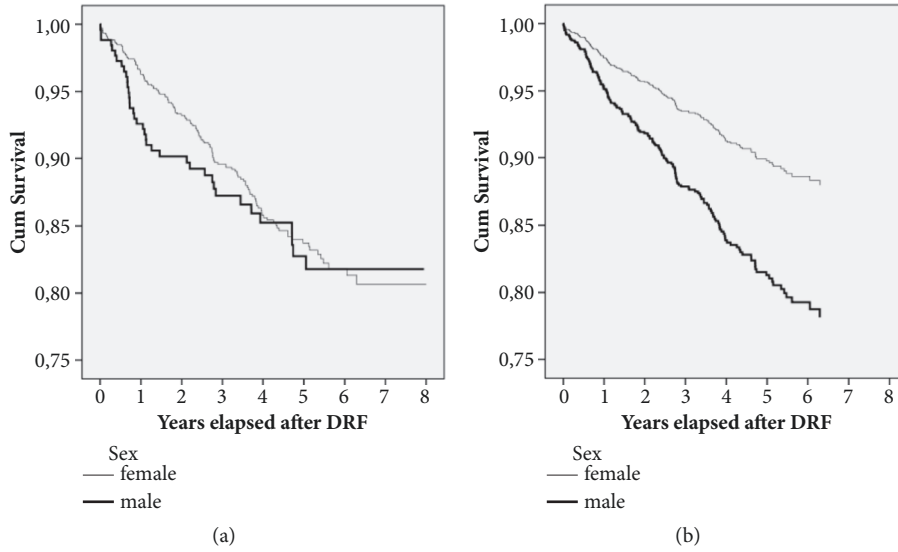 1,00
0,95
0,90
0,85
0,80
0,75
Cum Survival
0 1 2 3 4 5 6 7 8
Years elapsed after DRF
Sex
female
male
(a)
1,00
0,95
0,90
0,85
0,80
0,75
Cum Survival
0 1 2 3 4 5 6 7 8
Years elapsed after DRF
Sex
female
male
(b)